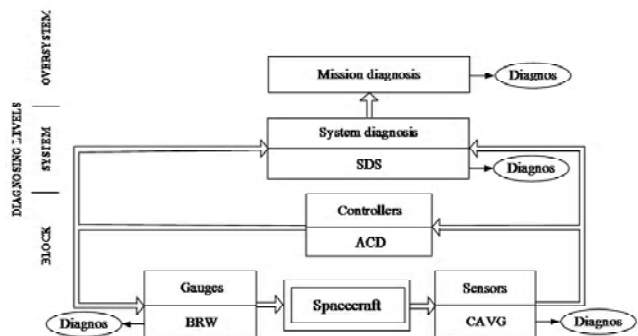 OVERSYSTEM
Mission diagnosis
Diagnos
DIAGNOSING LEVELS
SYSTEM
System diagnosis
SDS
Diagnos
BLOCK
Controllers
ACD
Gauges
BRW
Diagnos
Spacecraft
Sensors
CAVG
Diagnos